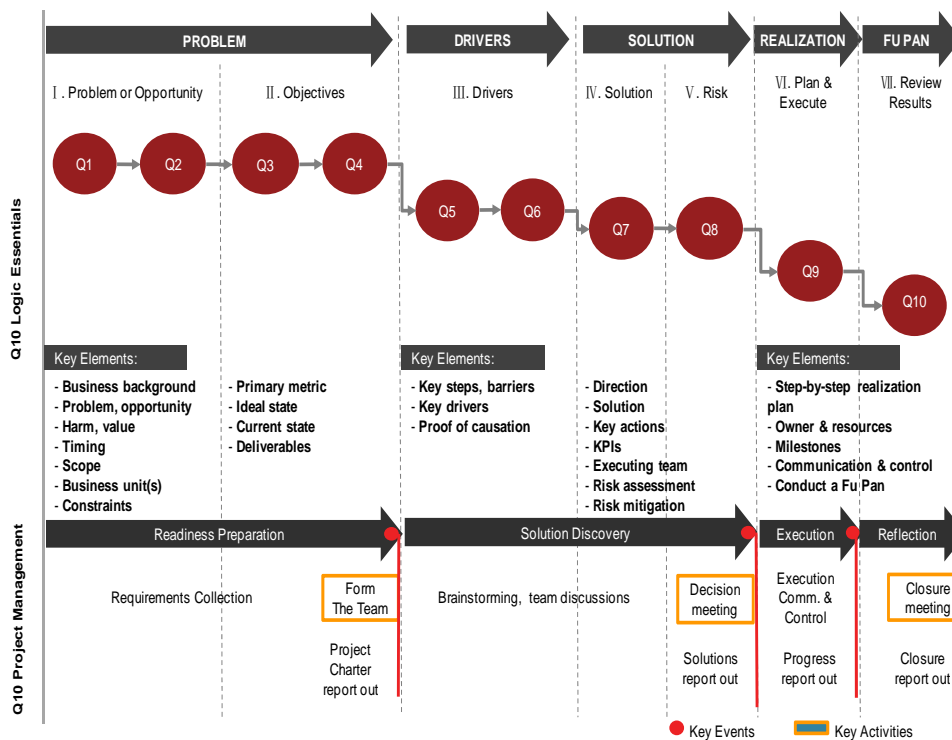 PROBLEM
DRIVERS
SOLUTION
REALIZATION
FU PAN
Ⅰ. Problem or Opportunity
Ⅱ. Objectives
Ⅲ. Drivers
Ⅳ. Solution
Ⅴ. Risk
Ⅵ. Plan &
Execute
Ⅶ. Review
Results
Q10 Logic Essentials
Q1
Q2
Q3
Q4
Q5
Q6
Q7
Q8
Q9
Q10
Key Elements:
- Business background
- Problem, opportunity
- Harm, value
- Timing
- Scope
- Business unit(s)
- Constraints
- Primary metric
- Ideal state
- Current state
- Deliverables
Key Elements:
- Key steps, barriers
- Key drivers
- Proof of causation
- Direction
- Solution
- Key actions
- KPIs
- Executing team
- Risk assessment
- Risk mitigation
Key Elements:
- Step-by-step realization
plan
- Owner & resources
- Milestones
- Communication & control
- Conduct a Fu Pan
Q10 Project Management
Readiness Preparation
Solution Discovery
Execution
Reflection
Requirements Collection
Form
The Team
Project
Charter
report out
Brainstorming, team discussions
Decision
meeting
Solutions
report out
Execution
Comm. &
Control
Progress
report out
Closure
meeting
Closure
report out
Key Events
Key Activities